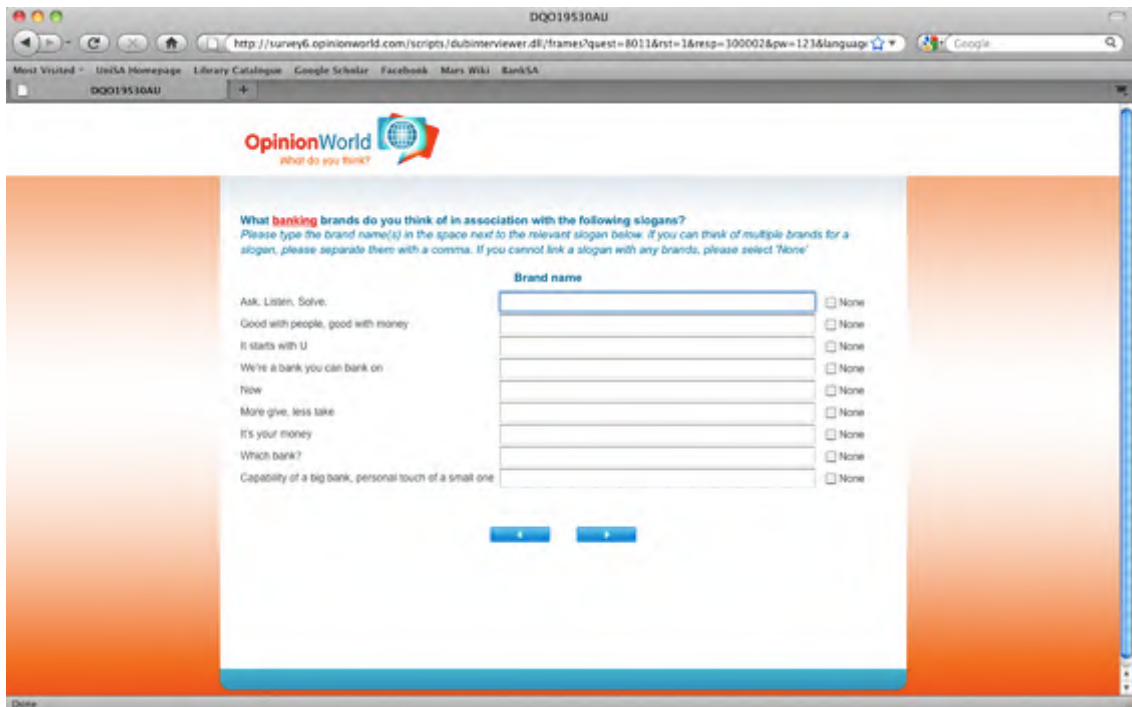 DQO19530AU
http://survey6.opinionworld.com/scripts/dubinterviewer.dll/frames?quest=8011&rst=1&resp=300002&pw=123&languag
Google
Most Visited UniSA Homepage Library Catalogue Google Scholar Facebook Mars Wiki BankSA
DQO19530AU +
OpinionWorld
What do you think?
What banking brands do you think of in association with the following slogans?
Please type the brand name(s) in the space next to the relevant slogan below. If you can think of multiple brands for a
slogan, please separate them with a comma. If you cannot link a slogan with any brands, please select 'None'
Brand name
Ask. Listen. Solve. None
Good with people, good with money None
It starts with U None
We're a bank you can bank on None
Now None
More give, less take None
It's your money None
Which bank? None
Capability of a big bank, personal touch of a small one None
Done